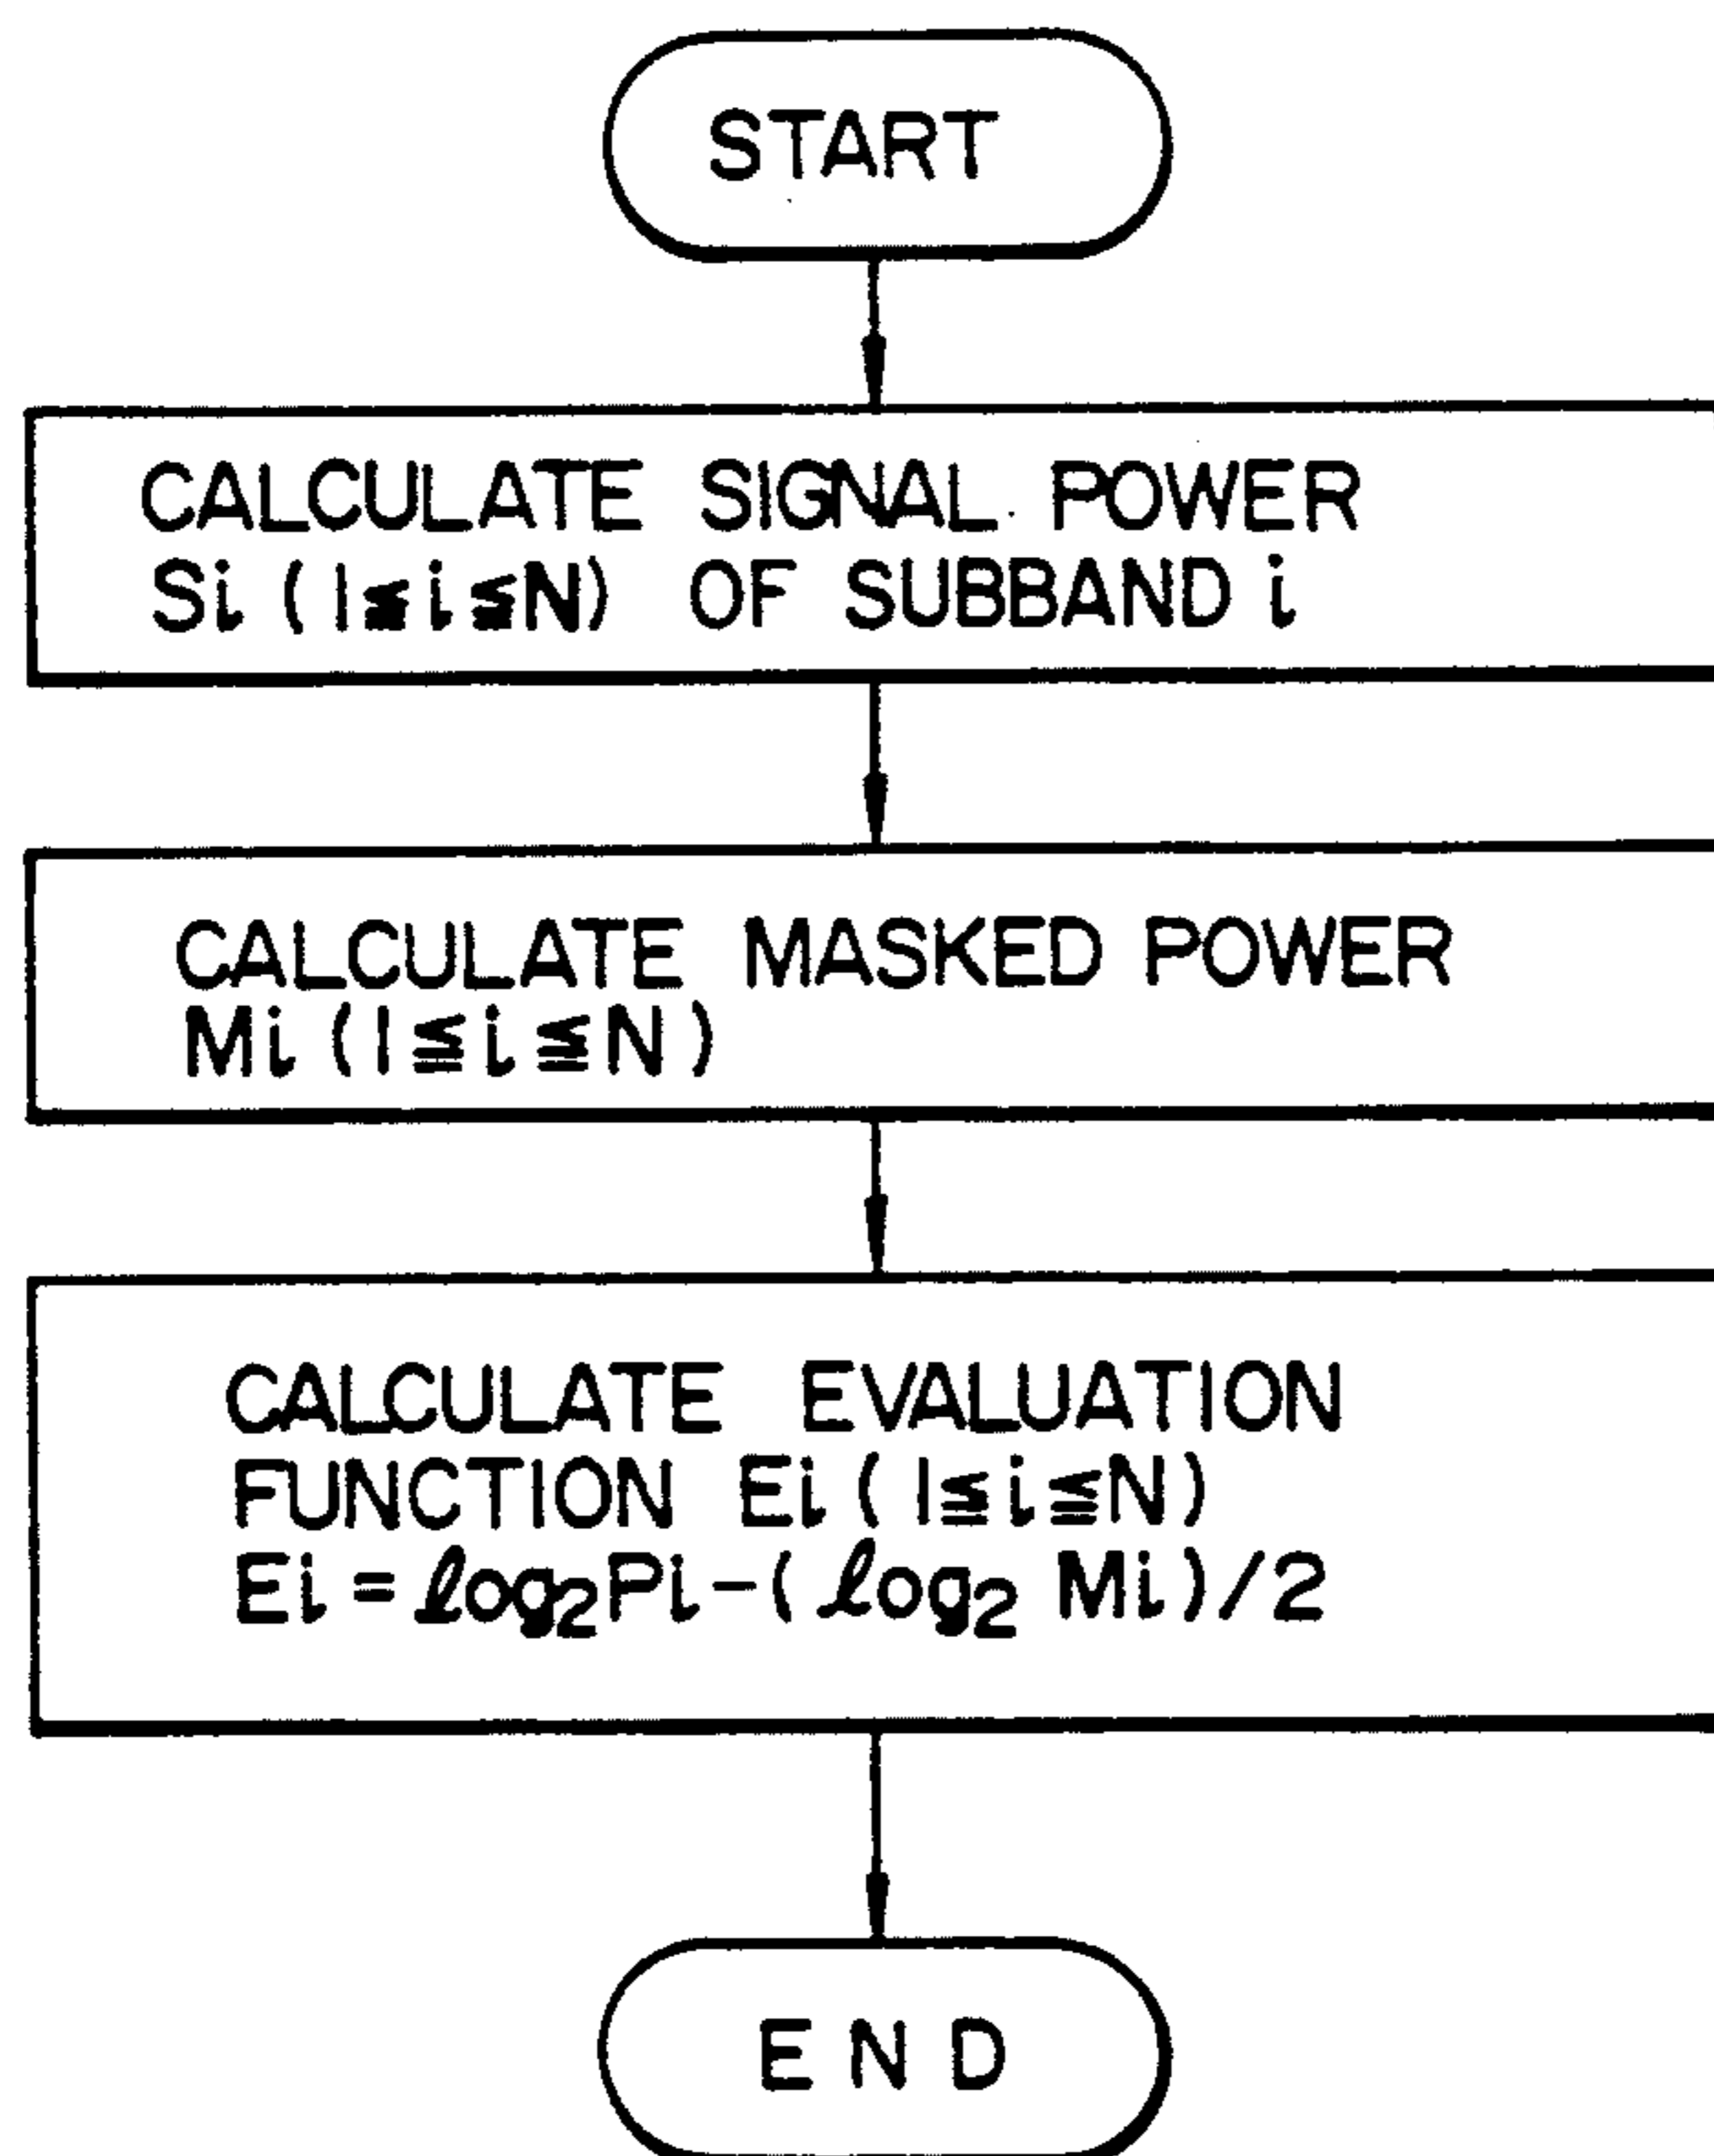 START
CALCULATE SIGNAL POWER
Si (1≦i≦N) OF SUBBAND i
CALCULATE MASKED POWER
Mi (1≦i≦N)
CALCULATE EVALUATION
FUNCTION Ei (1≦i≦N)
Ei = log₂Pi - (log₂ Mi)/2
END